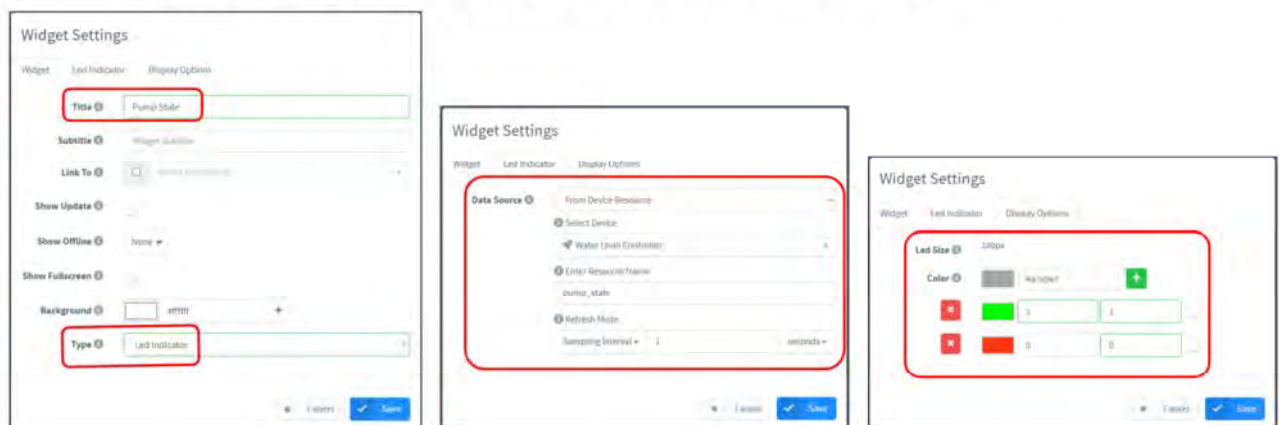 Widget Settings
Widget Led Indicator Display Options
Title Pump State
Subtitle Widget Subtitle
Link To
Show Update
Show Offline None
Show Fullscreen
Background #ffffff
Type Led Indicator
Cancel Save
Widget Settings
Widget Led Indicator Display Options
Data Source From Device Resource
Select Device
Water Level Controller
Enter Resource Name
pump_state
Refresh Mode
Sampling Interval 1 seconds
Cancel Save
Widget Settings
Widget Led Indicator Display Options
Led Size 100px
Color
1 1
0 0
Cancel Save